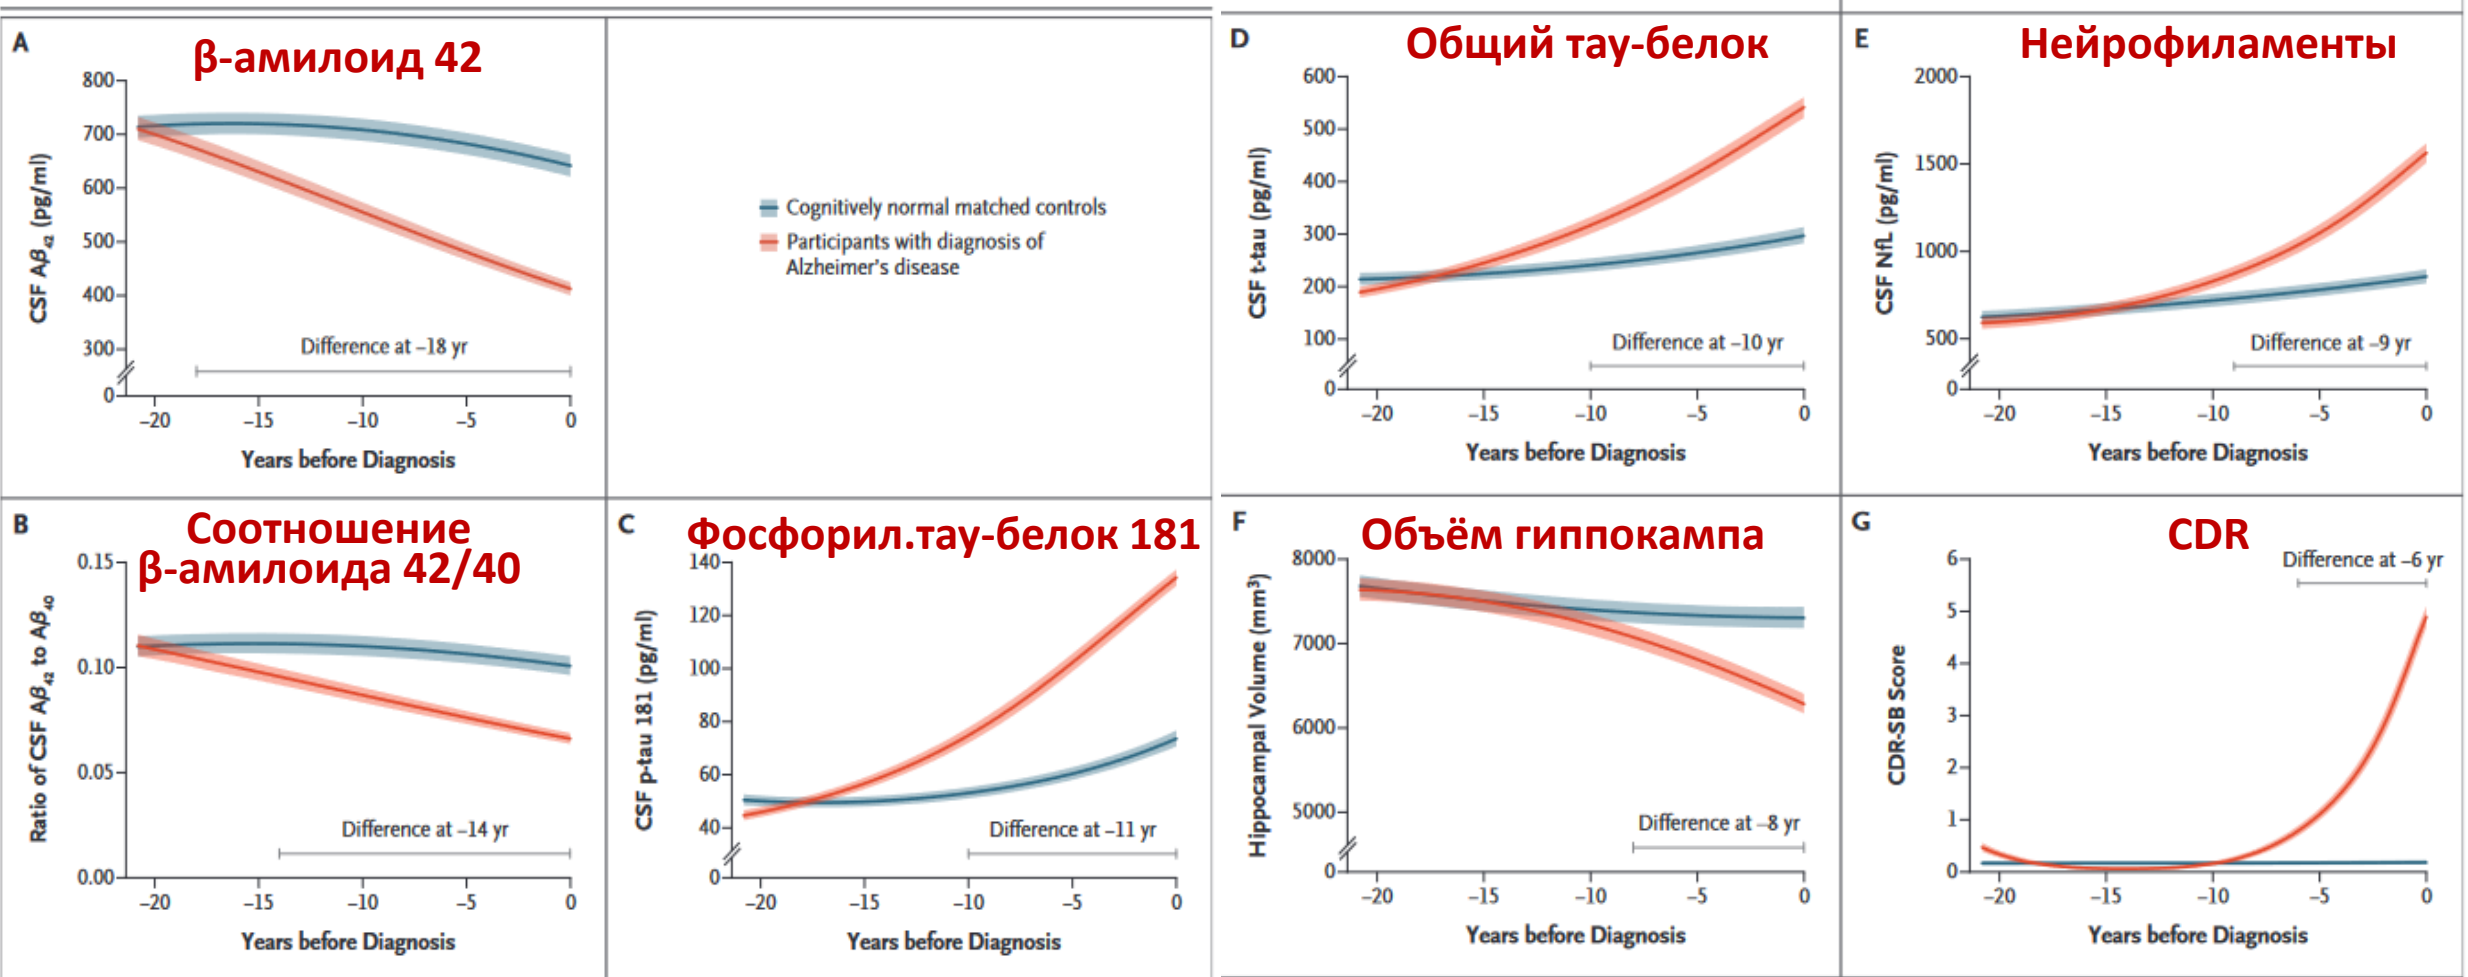 A
β-амилоид 42
800
700
600
500
400
300
0
CSF Aβ42 (pg/ml)
Difference at –18 yr
–20 –15 –10 –5 0
Years before Diagnosis
Cognitively normal matched controls
Participants with diagnosis of
Alzheimer's disease
D
Общий тау-белок
600
500
400
300
200
100
0
CSF t-tau (pg/ml)
Difference at –10 yr
–20 –15 –10 –5 0
Years before Diagnosis
E
Нейрофиламенты
2000
1500
1000
500
0
CSF NfL (pg/ml)
Difference at –9 yr
–20 –15 –10 –5 0
Years before Diagnosis
B
Соотношение
β-амилоида 42/40
0.15
0.10
0.05
0.00
Ratio of CSF Aβ42 to Aβ40
Difference at –14 yr
–20 –15 –10 –5 0
Years before Diagnosis
C
Фосфорил.тау-белок 181
140
120
100
80
60
40
0
CSF p-tau 181 (pg/ml)
Difference at –11 yr
–20 –15 –10 –5 0
Years before Diagnosis
F
Объём гиппокампа
8000
7000
6000
5000
0
Hippocampal Volume (mm3)
Difference at –8 yr
–20 –15 –10 –5 0
Years before Diagnosis
G
CDR
Difference at –6 yr
6
5
4
3
2
1
0
CDR-SB Score
–20 –15 –10 –5 0
Years before Diagnosis